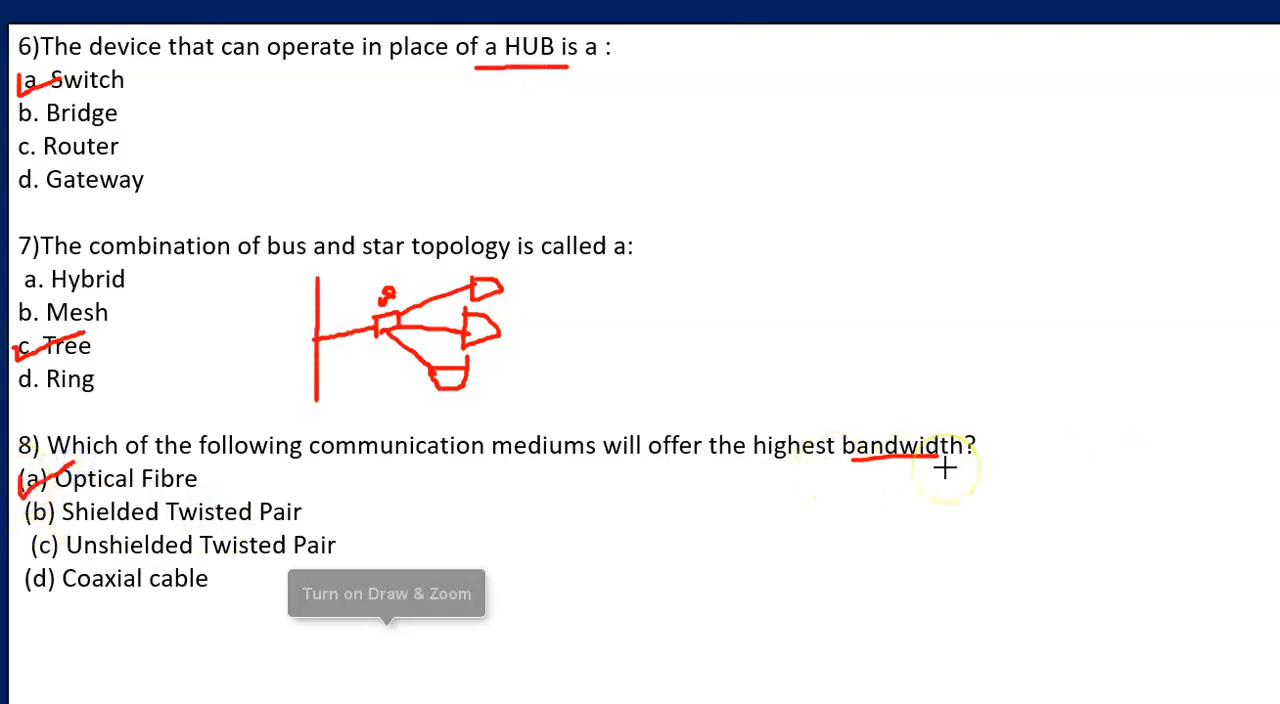 6)The device that can operate in place of a HUB is a :
a. Switch
b. Bridge
c. Router
d. Gateway
7)The combination of bus and star topology is called a:
a. Hybrid
b. Mesh
c. Tree
d. Ring
8) Which of the following communication mediums will offer the highest bandwidth?
(a) Optical Fibre
(b) Shielded Twisted Pair
(c) Unshielded Twisted Pair
(d) Coaxial cable
Turn on Draw & Zoom